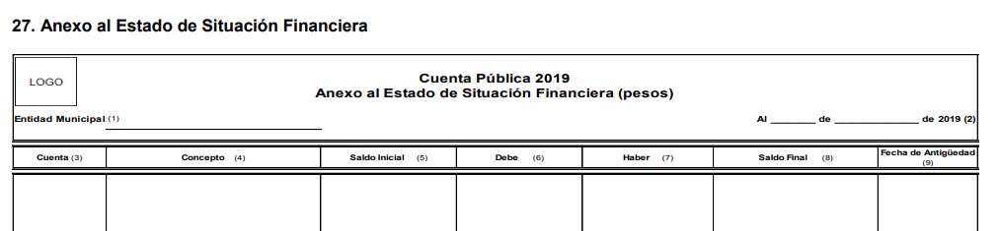 27. Anexo al Estado de Situación Financiera
LOGO
Cuenta Pública 2019
Anexo al Estado de Situación Financiera (pesos)
Entidad Municipal: (1) ____________________ Al ________ de _______________ de 2019 (2)
Cuenta (3) Concepto (4) Saldo Inicial (5) Debe (6) Haber (7) Saldo Final (8) Fecha de Antigüedad (9)